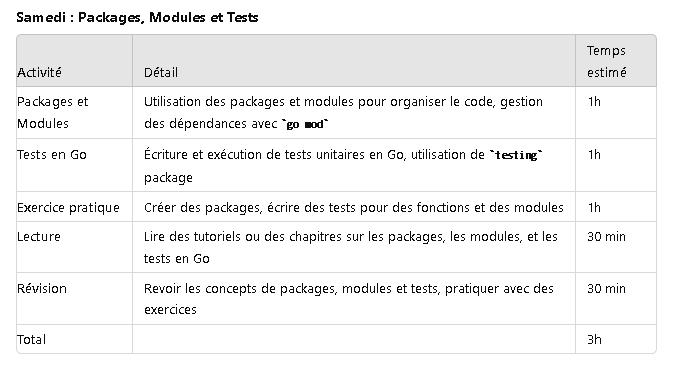 Samedi : Packages, Modules et Tests
Activité Détail Temps estimé
Packages et Modules Utilisation des packages et modules pour organiser le code, gestion
des dépendances avec `go mod` 1h
Tests en Go Écriture et exécution de tests unitaires en Go, utilisation de `testing`
package 1h
Exercice pratique Créer des packages, écrire des tests pour des fonctions et des modules 1h
Lecture Lire des tutoriels ou des chapitres sur les packages, les modules, et les
tests en Go 30 min
Révision Revoir les concepts de packages, modules et tests, pratiquer avec des
exercices 30 min
Total 3h